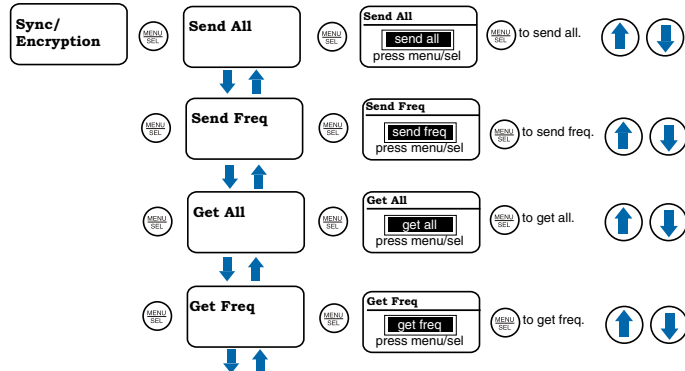 Sync/
Encryption
MENU
SEL
Send All
MENU
SEL
Send All
send all
press menu/sel
MENU
SEL
to send all.
MENU
SEL
Send Freq
MENU
SEL
Send Freq
send freq
press menu/sel
MENU
SEL
to send freq.
MENU
SEL
Get All
MENU
SEL
Get All
get all
press menu/sel
MENU
SEL
to get all.
MENU
SEL
Get Freq
MENU
SEL
Get Freq
get freq
press menu/sel
MENU
SEL
to get freq.